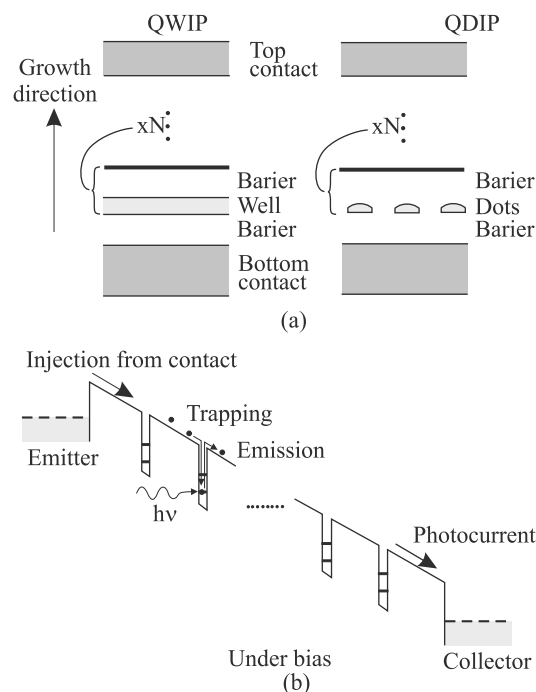 QWIP
QDIP
Top
contact
Growth
direction
xN
xN
Barier
Barier
Well
Dots
Barier
Barier
Bottom
contact
(a)
Injection from contact
Trapping
Emission
Emitter
hν
Photocurrent
Under bias
Collector
(b)